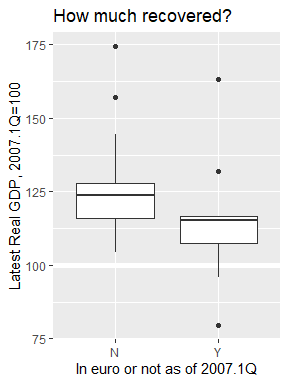 How much recovered?
Latest Real GDP, 2007.1Q=100
175
150
125
100
75
N
Y
In euro or not as of 2007.1Q